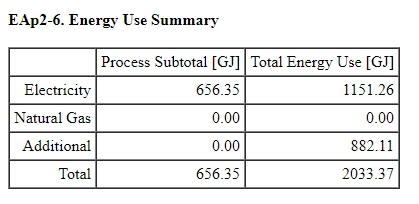 EAp2-6. Energy Use Summary
Process Subtotal [GJ] Total Energy Use [GJ]
Electricity 656.35 1151.26
Natural Gas 0.00 0.00
Additional 0.00 882.11
Total 656.35 2033.37